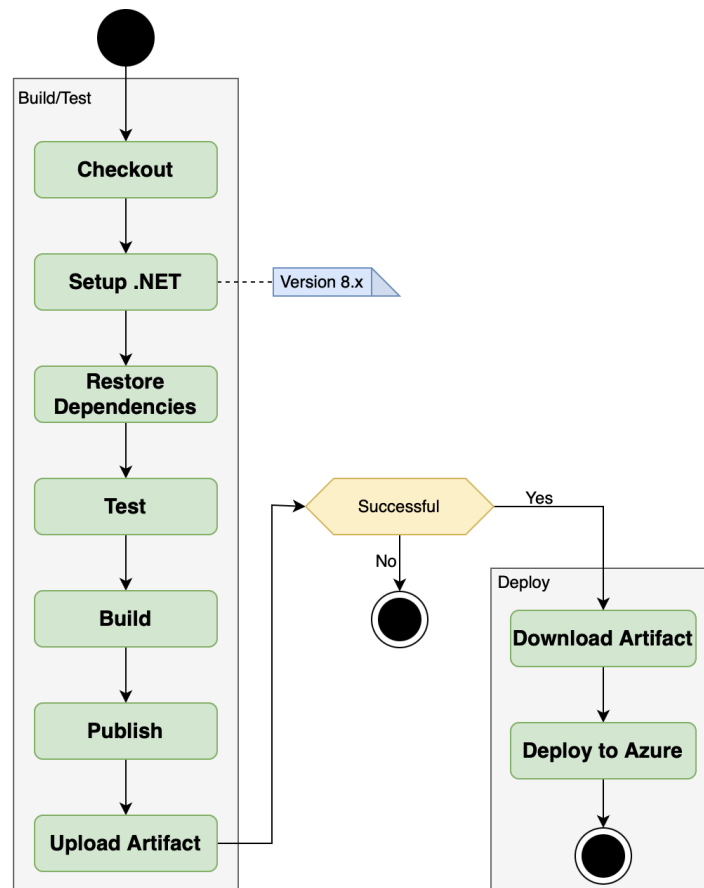 Build/Test
Checkout
Setup .NET
Version 8.x
Restore
Dependencies
Test
Build
Publish
Upload Artifact
Successful
Yes
No
Deploy
Download Artifact
Deploy to Azure